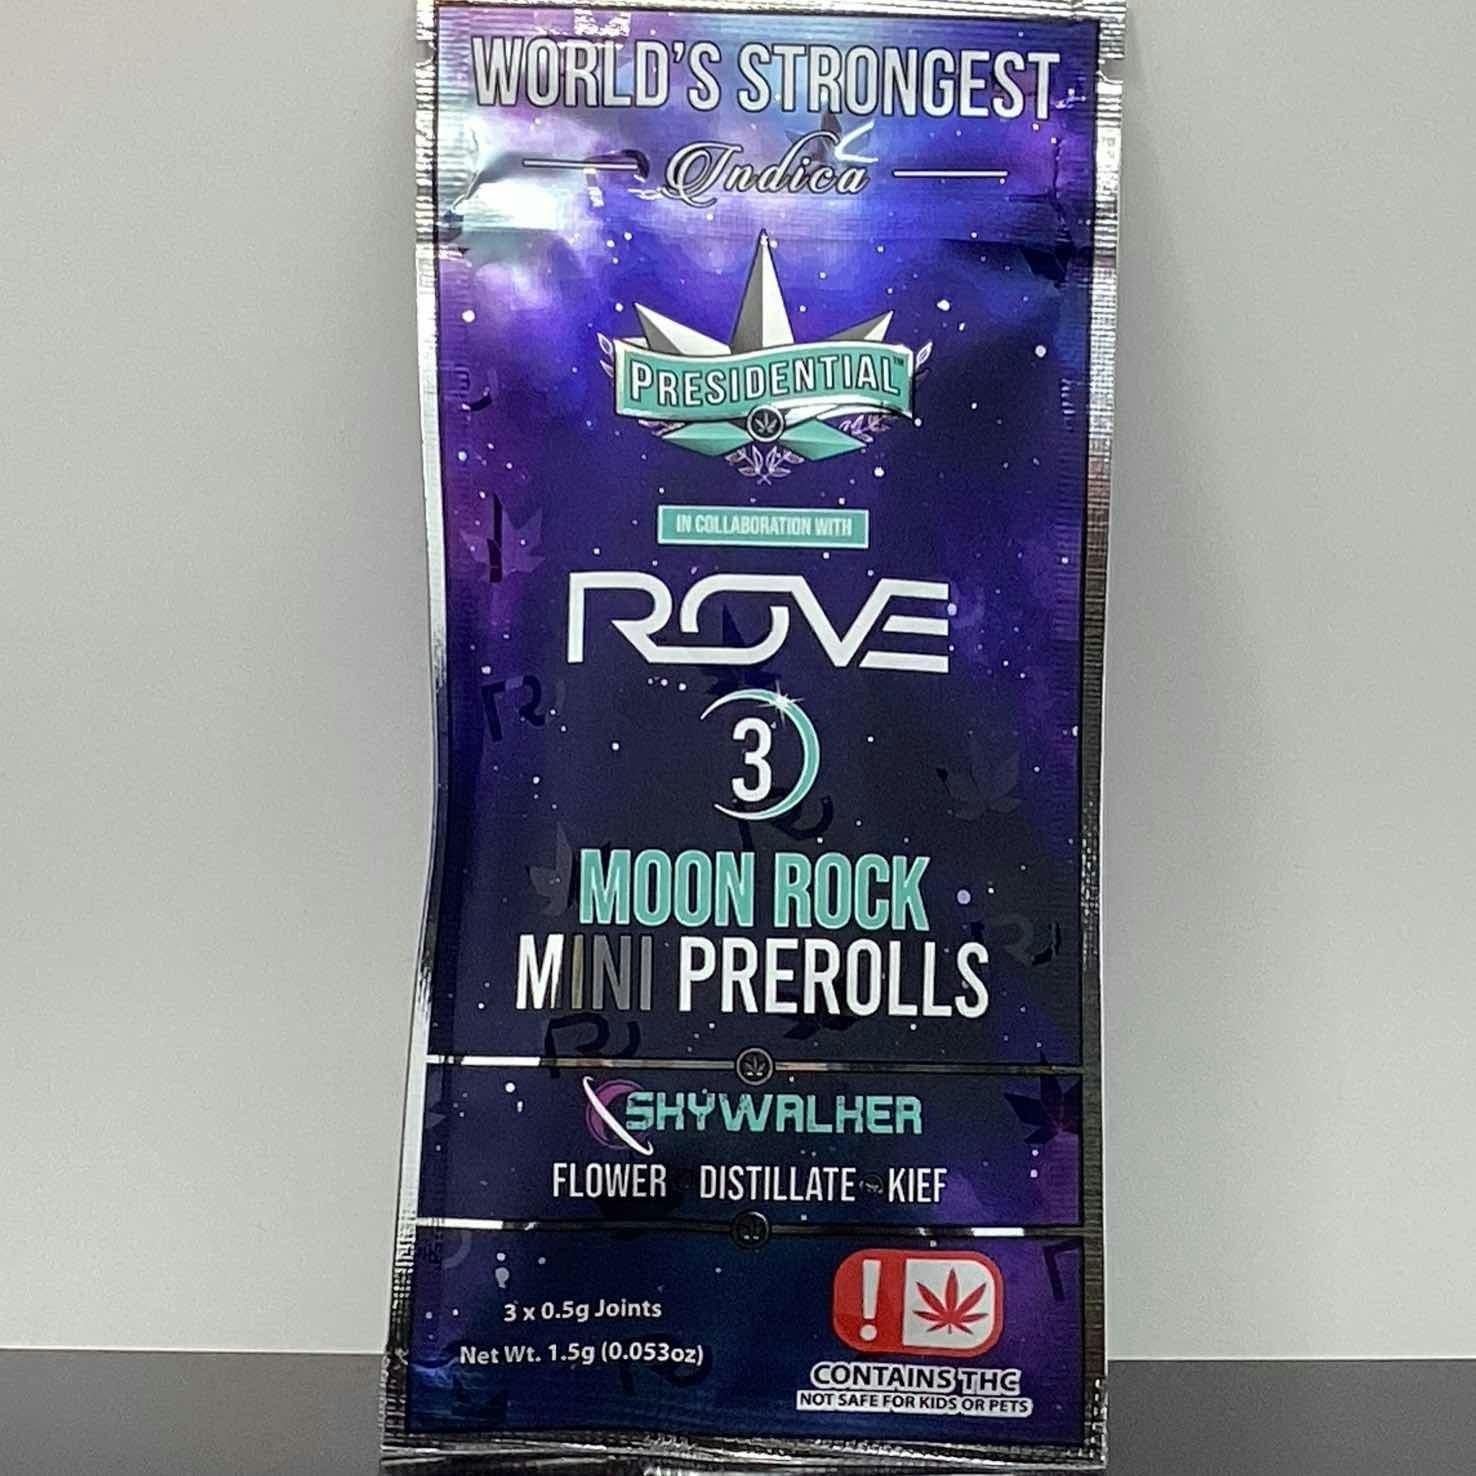 WORLD'S STRONGEST
Indica
PRESIDENTIAL™
IN COLLABORATION WITH
ROVE
3
MOON ROCK
MINI PREROLLS
SKYWALKER
FLOWER DISTILLATE KIEF
3 x 0.5g Joints
Net Wt. 1.5g (0.053oz)
!
CONTAINS THC
NOT SAFE FOR KIDS OR PETS